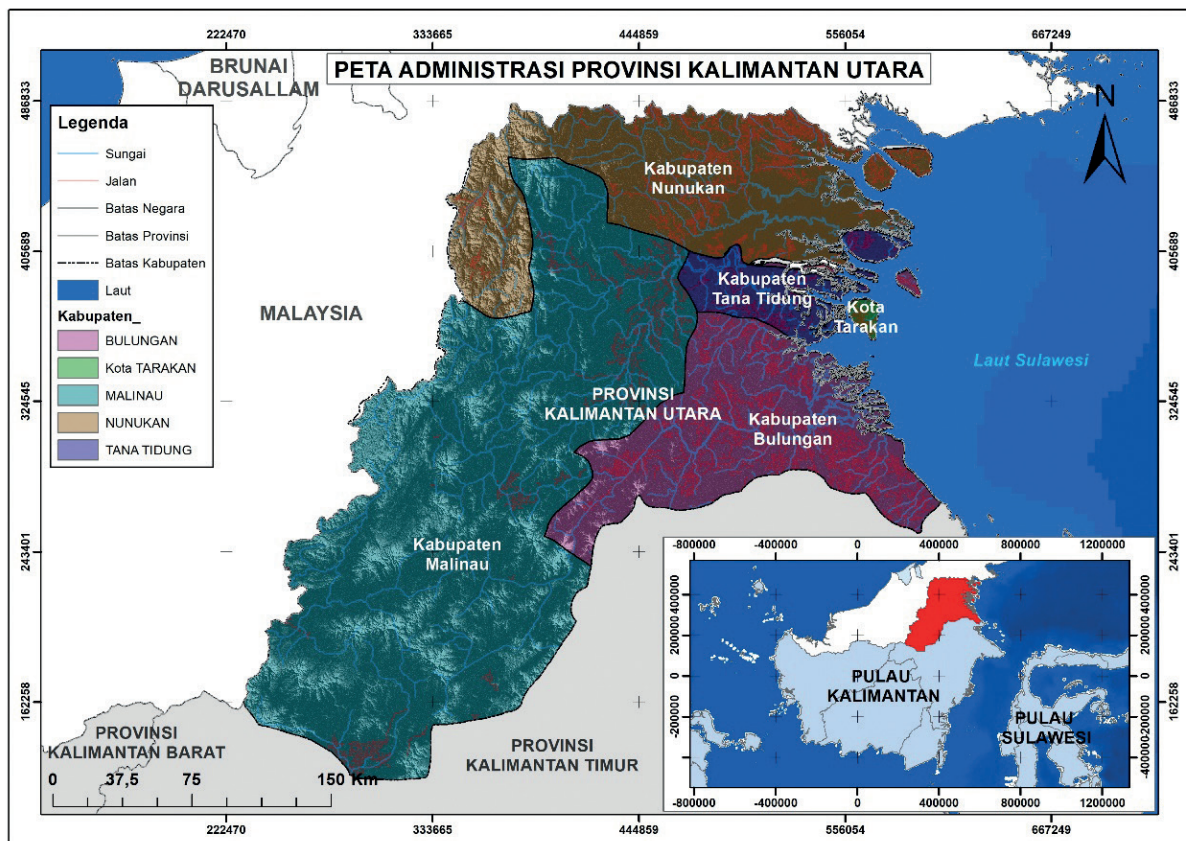 222470 333665 444859 556054 667249
BRUNAI
DARUSALLAM
PETA ADMINISTRASI PROVINSI KALIMANTAN UTARA
N
486833
405689
324545
243401
162258
486833
405689
324545
243401
162258
Legenda
Sungai
Jalan
Batas Negara
Batas Provinsi
Batas Kabupaten
Laut
Kabupaten_
BULUNGAN
Kota TARAKAN
MALINAU
NUNUKAN
TANA TIDUNG
MALAYSIA
Kabupaten
Nunukan
Kabupaten
Tana Tidung
Kota
Tarakan
Laut Sulawesi
PROVINSI
KALIMANTAN UTARA
Kabupaten
Bulungan
Kabupaten
Malinau
PROVINSI
KALIMANTAN BARAT
PROVINSI
KALIMANTAN TIMUR
0 37,5 75 150 Km
-800000 -400000 0 400000 800000 1200000
400000
200000
0
-200000
-400000
400000
200000
0
-200000
-400000
PULAU
KALIMANTAN
PULAU
SULAWESI
-800000 -400000 0 400000 800000 1200000
222470 333665 444859 556054 667249